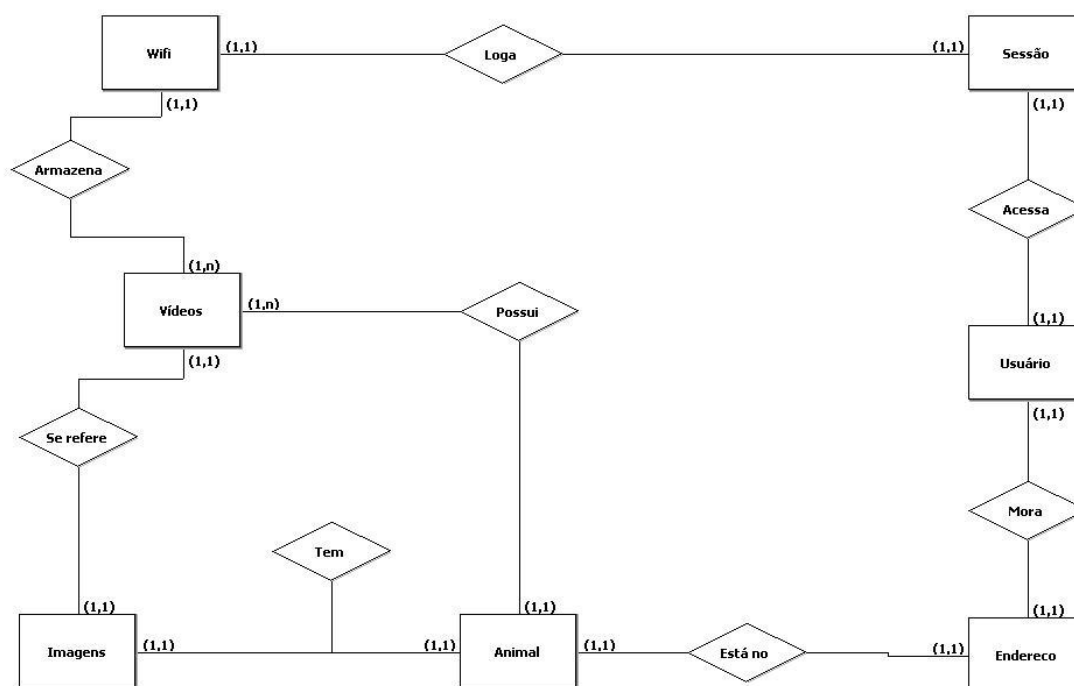 Wifi
(1,1)
Loga
(1,1)
Sessão
(1,1)
(1,1)
Armazena
Acessa
(1,n)
Vídeos
(1,n)
Possui
(1,1)
(1,1)
Usuário
(1,1)
Se refere
Mora
Tem
(1,1)
(1,1)
(1,1)
Imagens
(1,1)
(1,1)
Animal
(1,1)
Está no
(1,1)
Endereco